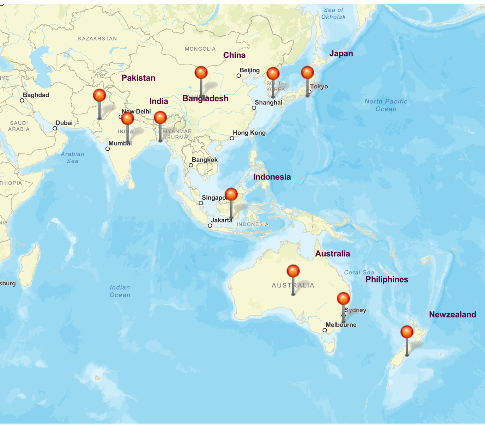 Sea of
Okhotsk
KAZAKHSTAN
MONGOLIA
China
Japan
Beijing
Pakistan
Tokyo
Baghdad
India
Bangladesh
Shanghai
North Pacific
Ocean
New Delhi
SAUDI
ARABIA
Dubai
INDIA
MYANMAR
Hong Kong
Mumbai
Arabian
Sea
Bangkok
Indonesia
Singapo
Jakarta
INDONESIA
Australia
Coral Sea
Philiphines
AUSTRALIA
Indian
Ocean
Sydney
Newzealand
Melbourne